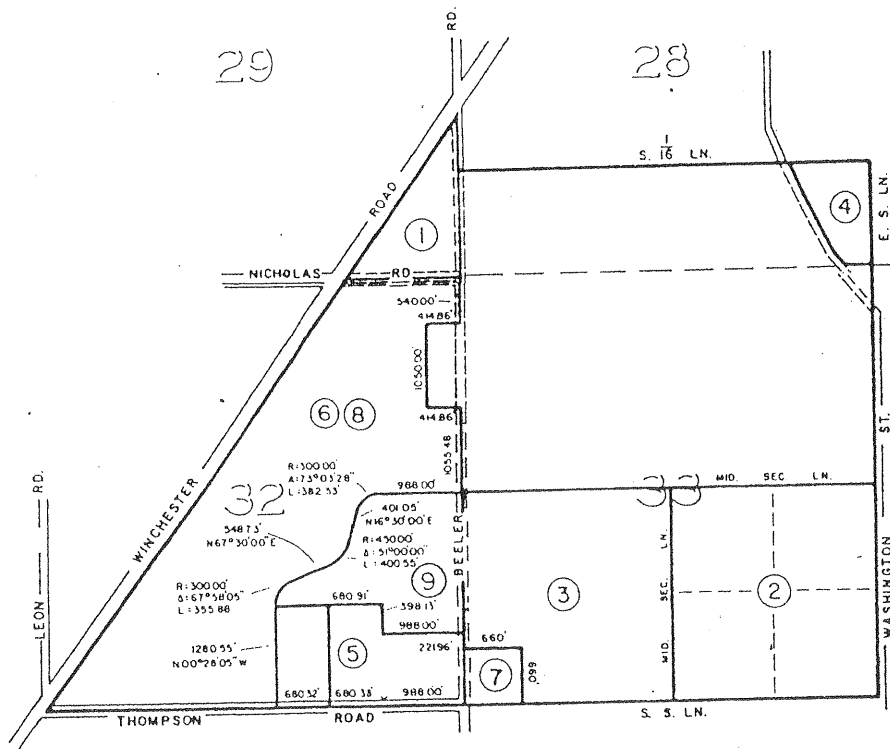 29
28
RD.
S. 1/16 LN.
E. S. LN.
4
ROAD
1
NICHOLAS RD
540.00'
414.86'
1050.00'
414.86'
6 8
1055.48
R=300.00'
Δ=73°03'28"
L=382.53'
988.00'
WINCHESTER
32
33
MID. SEC LN.
RD.
401.05'
N16°30'00"E
548.73'
N67°30'00"E
R=450.00'
Δ=51°00'00"
L=400.55'
BEELER
ST.
R=300.00'
Δ=67°58'05"
L=355.88
9
3
MID. SEC. LN.
2
WASHINGTON
LEON
680.91'
398.13'
988.00'
1280.55'
N00°28'05"W
5
221.96'
660'
7
660'
680.32'
680.38'
988.00'
THOMPSON ROAD
S. S. LN.